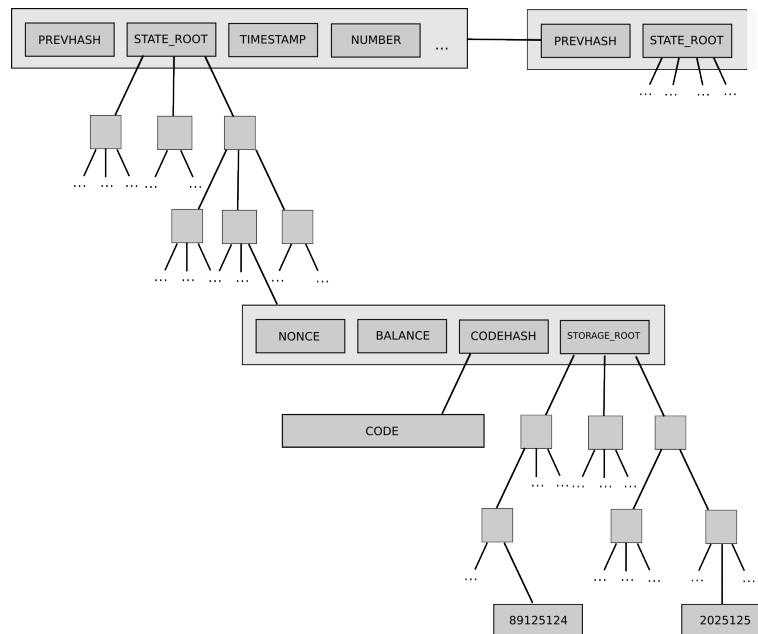 PREVHASH STATE_ROOT TIMESTAMP NUMBER ...
PREVHASH STATE_ROOT
... ... ... ...
... ... ... ... ...
... ... ... ... ... ...
NONCE BALANCE CODEHASH STORAGE_ROOT
CODE
... ... ... ...
... ... ... ... ...
89125124 2025125